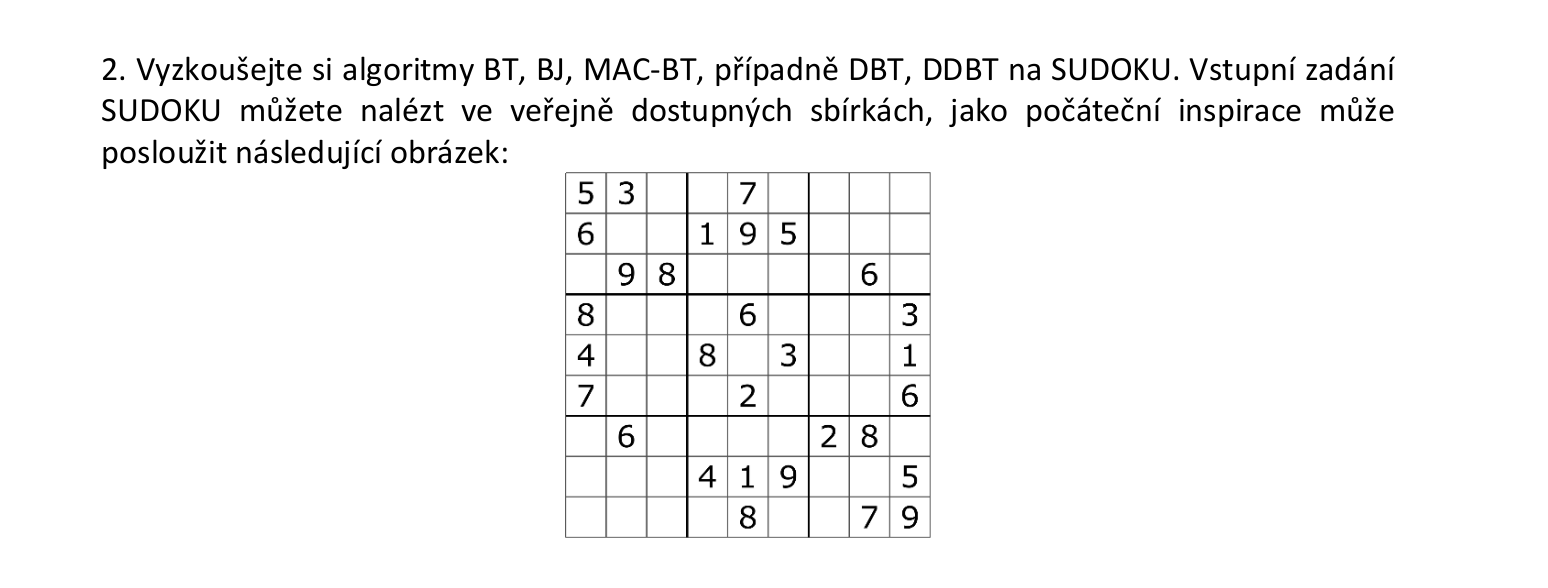 2. Vyzkoušejte si algoritmy BT, BJ, MAC-BT, případně DBT, DDBT na SUDOKU. Vstupní zadání
SUDOKU můžete nalézt ve veřejně dostupných sbírkách, jako počáteční inspirace může
posloužit následující obrázek:
5 3 7
6 1 9 5
9 8 6
8 6 3
4 8 3 1
7 2 6
6 2 8
4 1 9 5
8 7 9